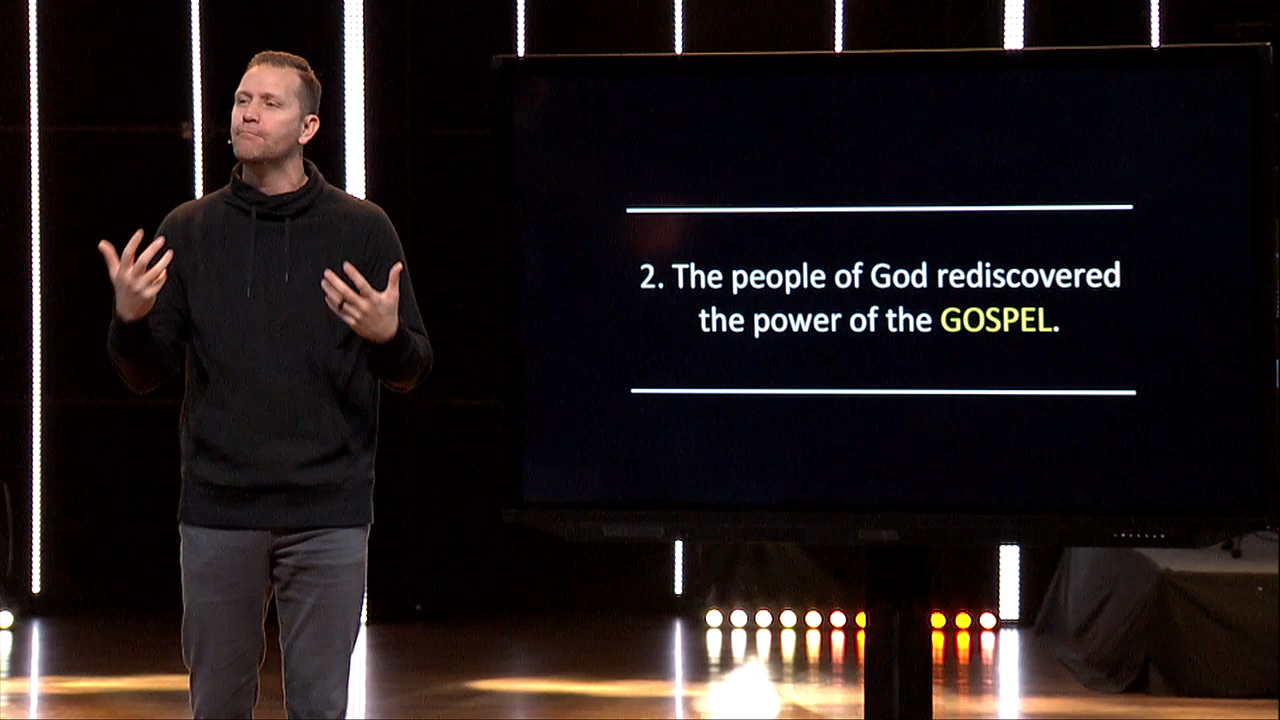 2. The people of God rediscovered
the power of the GOSPEL.